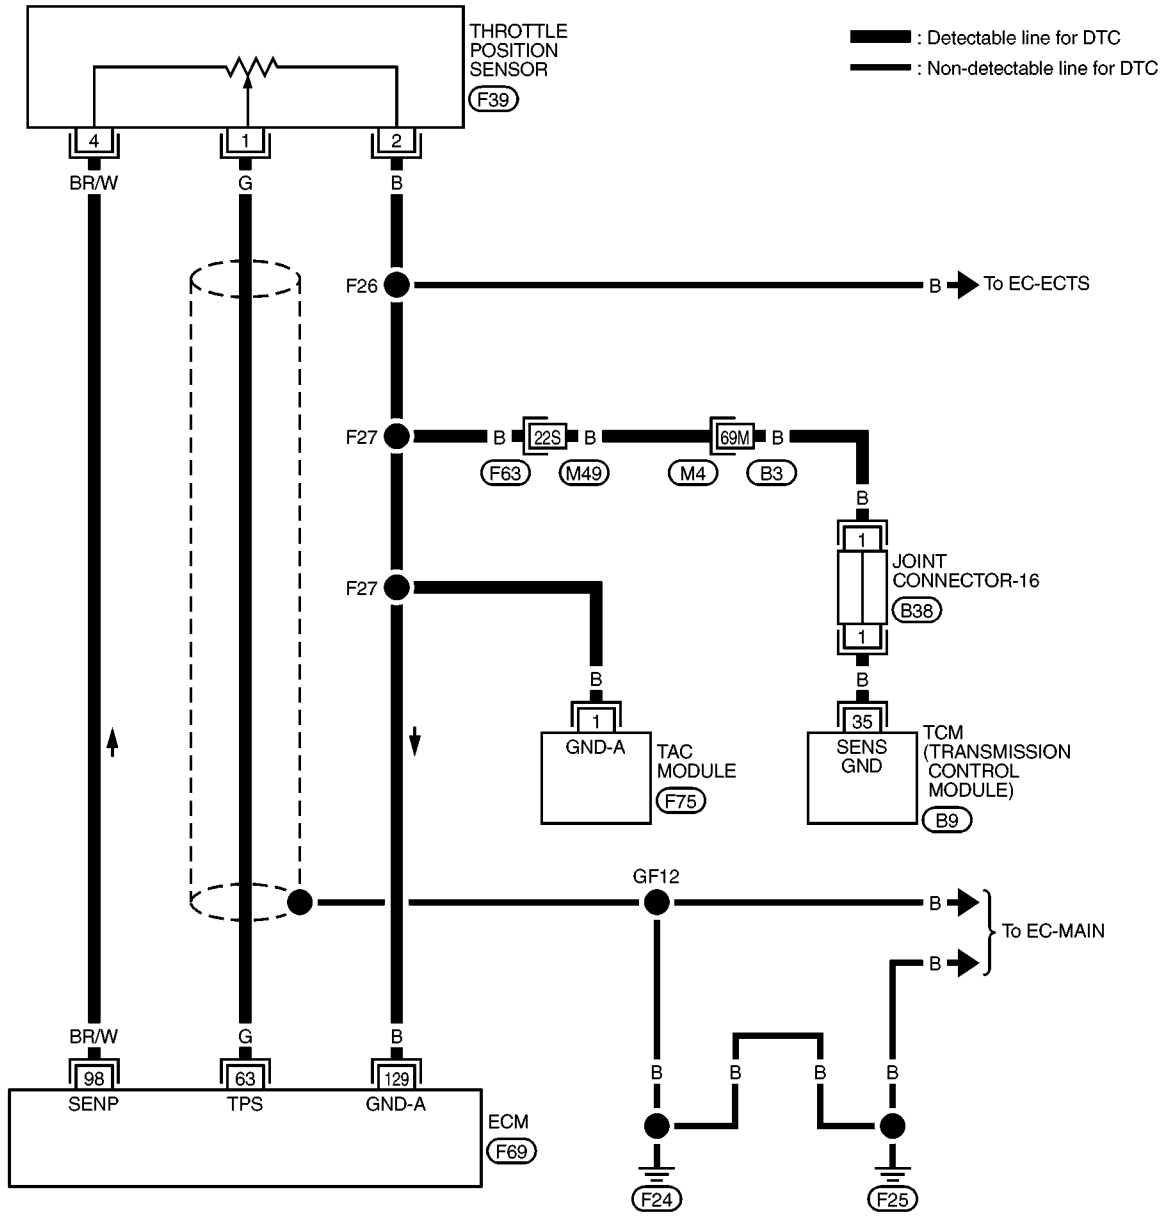 THROTTLE
POSITION
SENSOR
F39
: Detectable line for DTC
: Non-detectable line for DTC
4 1 2
BR/W G B
F26 B To EC-ECTS
F27 B 22S B 69M B
F63 M49 M4 B3
B
1
JOINT
CONNECTOR-16
B38
1
F27
B B
1 35
GND-A
TAC
MODULE
F75
SENS
GND
TCM
(TRANSMISSION
CONTROL
MODULE)
B9
GF12
B
To EC-MAIN
B
BR/W G B
B B B B
98 63 129
SENP TPS GND-A
ECM
F69
F24 F25